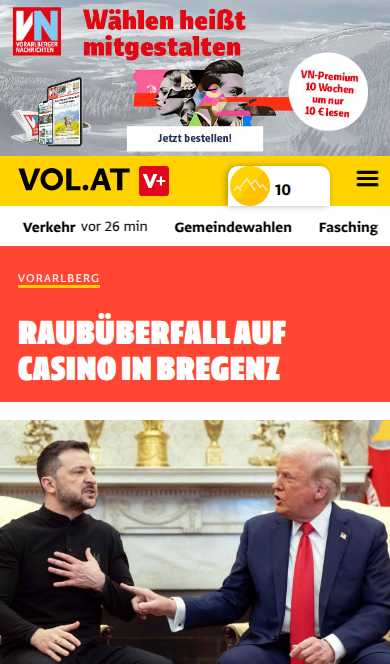 VN
VORARLBERGER
NACHRICHTEN
Wählen heißt
mitgestalten
VN-Premium
10 Wochen
um nur
10 € lesen
Jetzt bestellen!
VOL.AT V+
10
Verkehr vor 26 min Gemeindewahlen Fasching
VORARLBERG
RAUBÜBERFALL AUF
CASINO IN BREGENZ